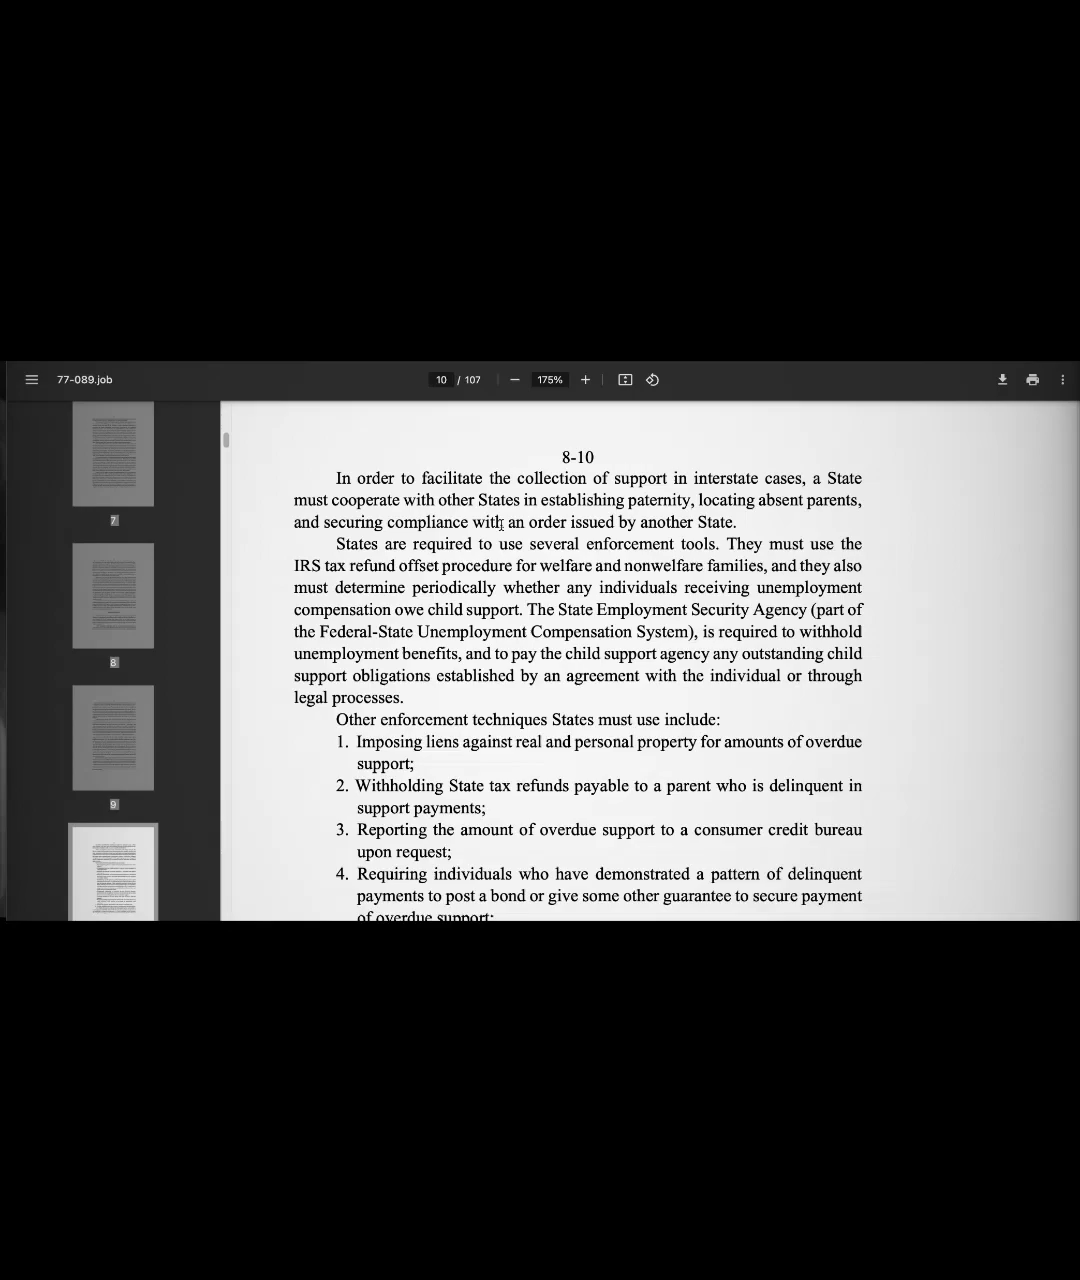 77-089.job
10 / 107
175%
7
8
9
8-10
In order to facilitate the collection of support in interstate cases, a State
must cooperate with other States in establishing paternity, locating absent parents,
and securing compliance with an order issued by another State.
States are required to use several enforcement tools. They must use the
IRS tax refund offset procedure for welfare and nonwelfare families, and they also
must determine periodically whether any individuals receiving unemployment
compensation owe child support. The State Employment Security Agency (part of
the Federal-State Unemployment Compensation System), is required to withhold
unemployment benefits, and to pay the child support agency any outstanding child
support obligations established by an agreement with the individual or through
legal processes.
Other enforcement techniques States must use include:
1. Imposing liens against real and personal property for amounts of overdue
support;
2. Withholding State tax refunds payable to a parent who is delinquent in
support payments;
3. Reporting the amount of overdue support to a consumer credit bureau
upon request;
4. Requiring individuals who have demonstrated a pattern of delinquent
payments to post a bond or give some other guarantee to secure payment
of overdue support;